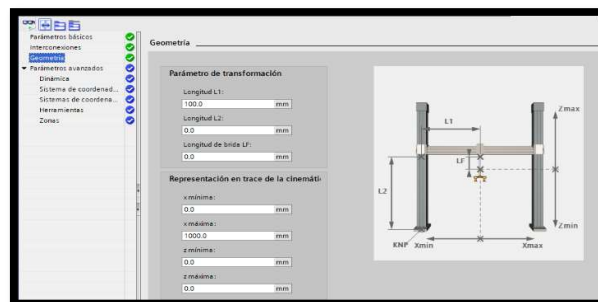 Parámetros básicos
Interconexiones
Geometría
Parámetros avanzados
Dinámica
Sistema de coordenad...
Sistemas de coordena...
Herramientas
Zonas
Geometría
Parámetro de transformación
Longitud L1:
100.0 mm
Longitud L2:
0.0 mm
Longitud de brida LF:
0.0 mm
Representación en trace de la cinemáti
x mínima:
0.0 mm
x máxima:
1000.0 mm
z mínima:
0.0 mm
z máxima:
0.0 mm
Zmax
L1
LF
L2
Zmin
KNP Xmin Xmax